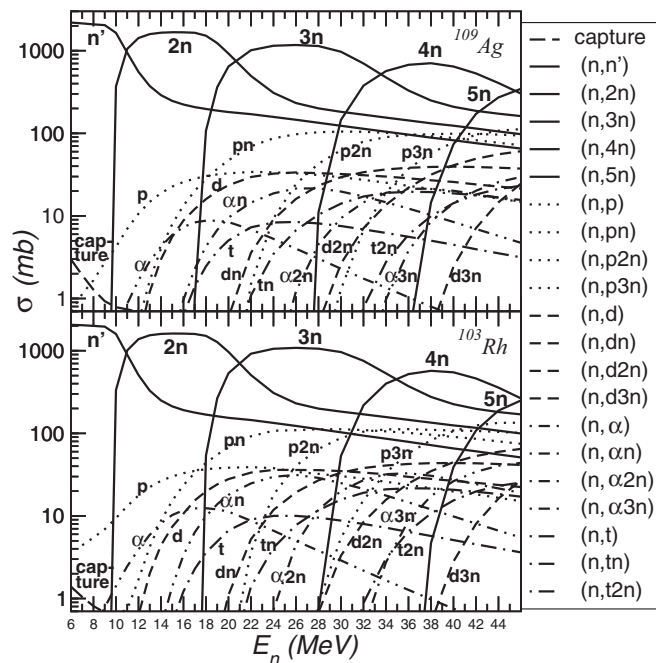 n' 2n 3n 4n 5n ¹⁰⁹Ag
1000
100
10
1
pn p2n p3n
p d αn
cap-
ture
α t dn tn α2n d2n t2n α3n d3n
σ (mb)
n' 2n 3n 4n 5n ¹⁰³Rh
1000
100
10
1
pn p2n p3n
p αn α3n
cap-
ture
α d t dn tn α2n d2n t2n d3n
6 8 10 12 14 16 18 20 22 24 26 28 30 32 34 36 38 40 42 44
Eₙ (MeV)
capture
(n,n')
(n,2n)
(n,3n)
(n,4n)
(n,5n)
(n,p)
(n,pn)
(n,p2n)
(n,p3n)
(n,d)
(n,dn)
(n,d2n)
(n,d3n)
(n,α)
(n,αn)
(n,α2n)
(n,α3n)
(n,t)
(n,tn)
(n,t2n)